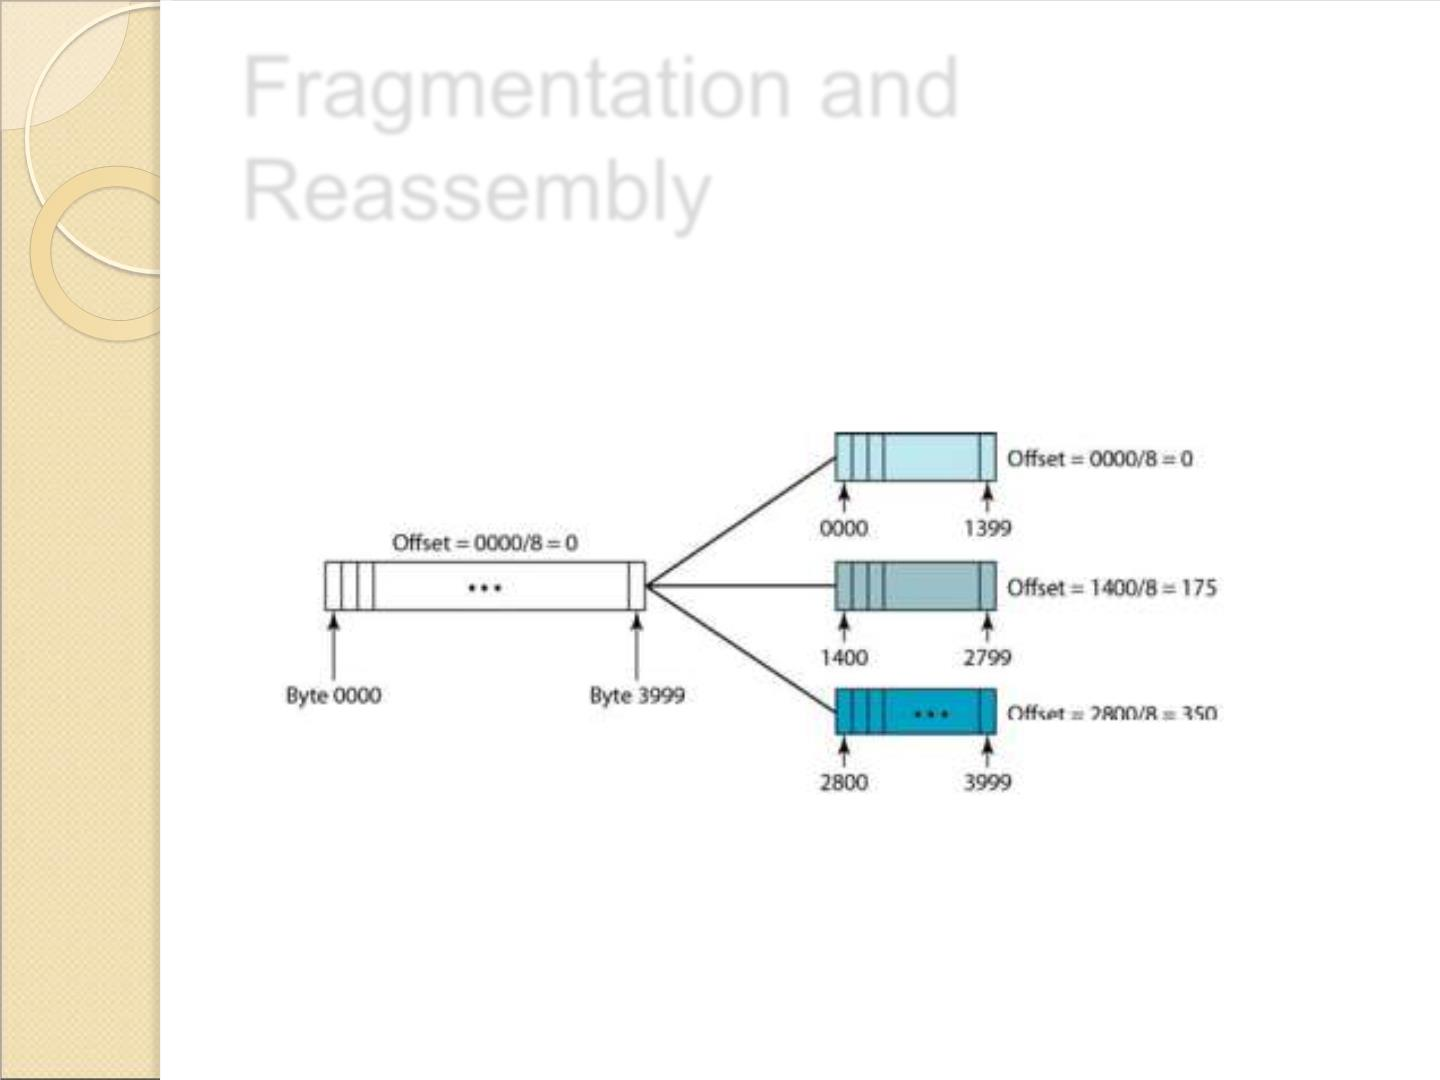 Fragmentation and
Reassembly
Offset = 0000/8 = 0
Byte 0000
Byte 3999
Offset = 0000/8 = 0
0000
1399
Offset = 1400/8 = 175
1400
2799
Offset = 2800/8 = 350
2800
3999